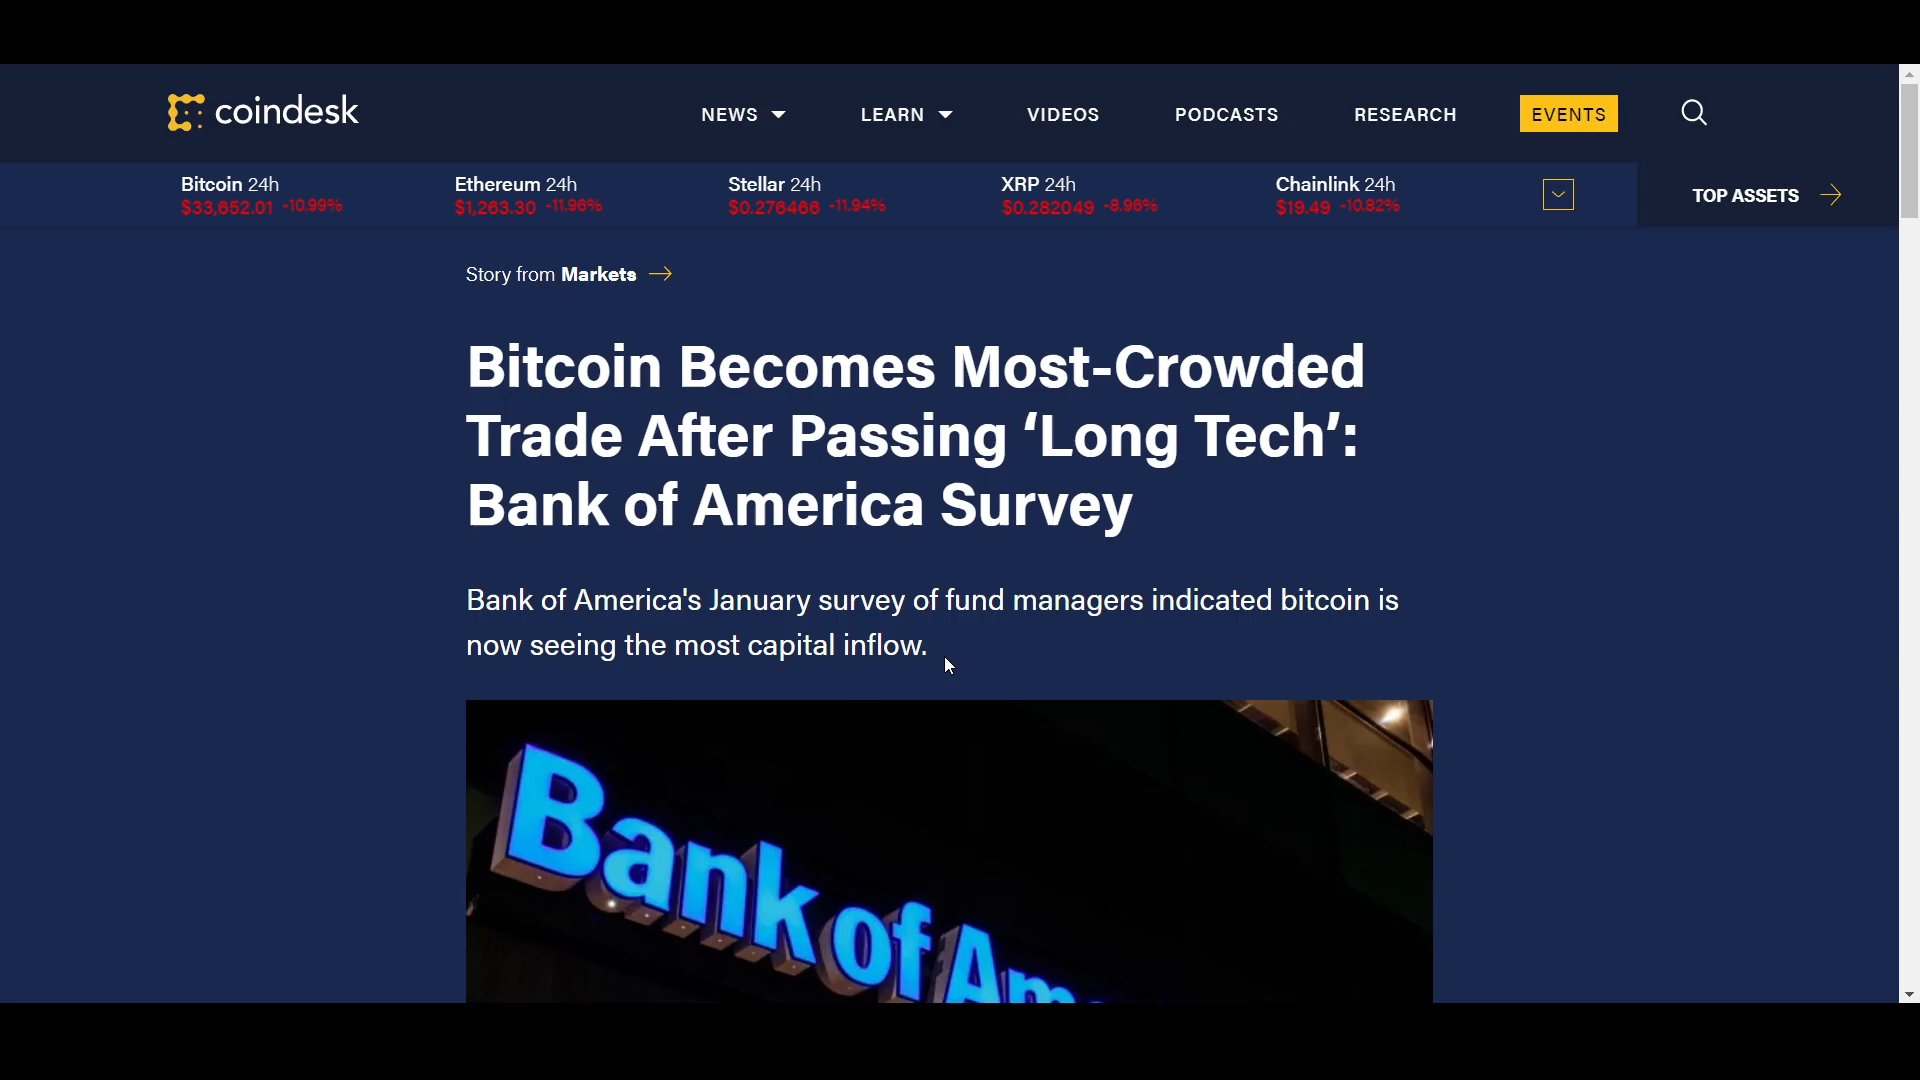 coindesk
NEWS
LEARN
VIDEOS
PODCASTS
RESEARCH
EVENTS
Bitcoin 24h
$33,652.01 -10.99%
Ethereum 24h
$1,263.30 -11.96%
Stellar 24h
$0.276466 -11.94%
XRP 24h
$0.282049 -8.96%
Chainlink 24h
$19.49 -10.82%
TOP ASSETS
Story from Markets
Bitcoin Becomes Most-Crowded
Trade After Passing ‘Long Tech’:
Bank of America Survey
Bank of America's January survey of fund managers indicated bitcoin is
now seeing the most capital inflow.
Bank of Am